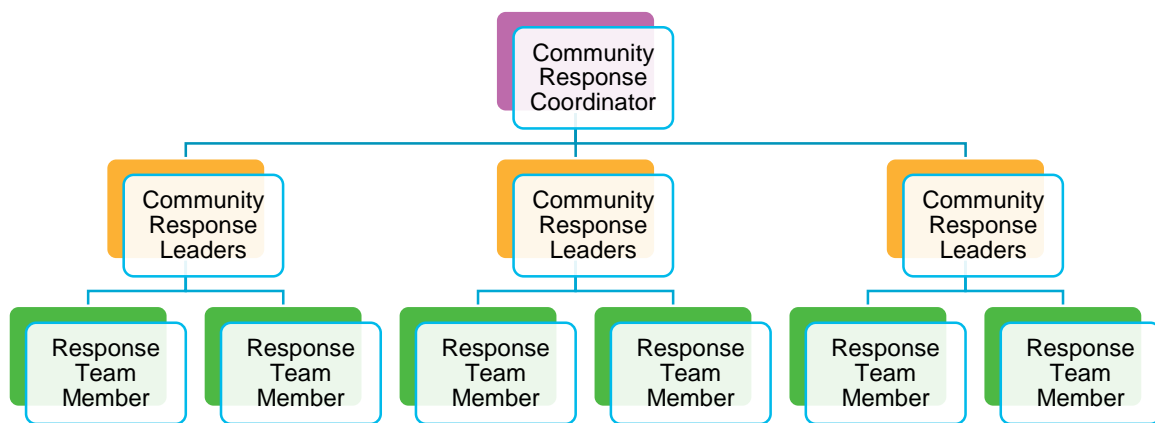 Community
Response
Coordinator
Community
Response
Leaders
Community
Response
Leaders
Community
Response
Leaders
Response
Team
Member
Response
Team
Member
Response
Team
Member
Response
Team
Member
Response
Team
Member
Response
Team
Member